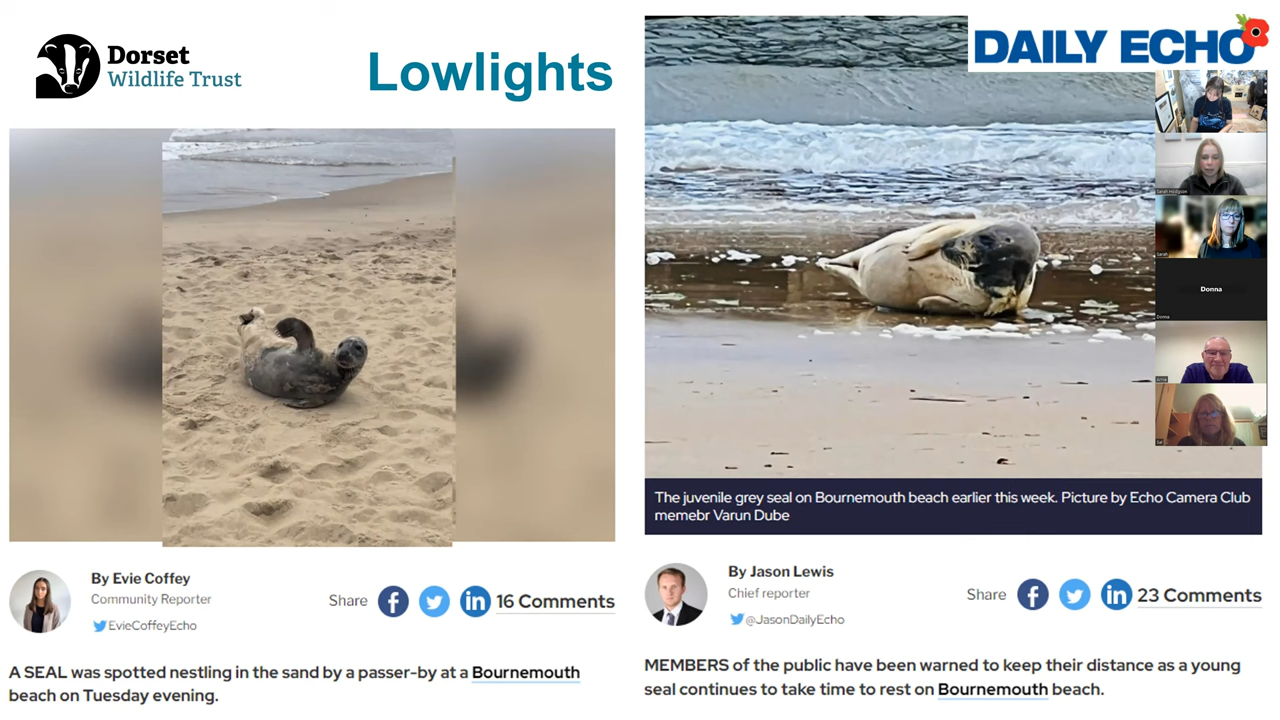 Dorset
Wildlife Trust
Lowlights
By Evie Coffey
Community Reporter
EvieCoffeyEcho
Share
16 Comments
A SEAL was spotted nestling in the sand by a passer-by at a Bournemouth
beach on Tuesday evening.
DAILY ECHO
The juvenile grey seal on Bournemouth beach earlier this week. Picture by Echo Camera Club
memebr Varun Dube
By Jason Lewis
Chief reporter
@JasonDailyEcho
Share
23 Comments
MEMBERS of the public have been warned to keep their distance as a young
seal continues to take time to rest on Bournemouth beach.
Sarah Hodgson
Sarah
Donna
Donna